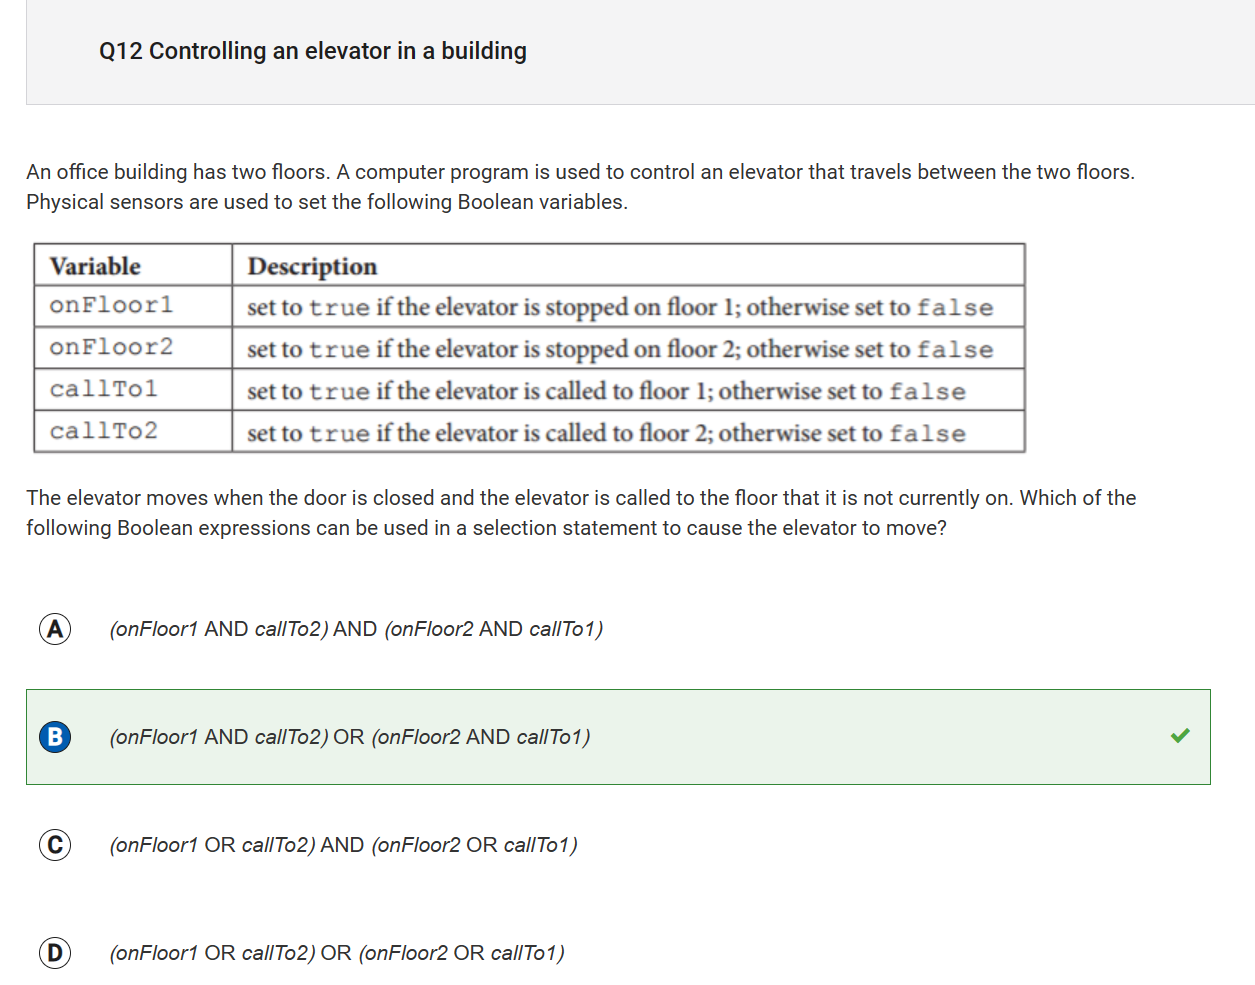 Q12 Controlling an elevator in a building
An office building has two floors. A computer program is used to control an elevator that travels between the two floors.
Physical sensors are used to set the following Boolean variables.
Variable Description
onFloor1 set to true if the elevator is stopped on floor 1; otherwise set to false
onFloor2 set to true if the elevator is stopped on floor 2; otherwise set to false
callTo1 set to true if the elevator is called to floor 1; otherwise set to false
callTo2 set to true if the elevator is called to floor 2; otherwise set to false
The elevator moves when the door is closed and the elevator is called to the floor that it is not currently on. Which of the
following Boolean expressions can be used in a selection statement to cause the elevator to move?
A (onFloor1 AND callTo2) AND (onFloor2 AND callTo1)
B (onFloor1 AND callTo2) OR (onFloor2 AND callTo1)
C (onFloor1 OR callTo2) AND (onFloor2 OR callTo1)
D (onFloor1 OR callTo2) OR (onFloor2 OR callTo1)